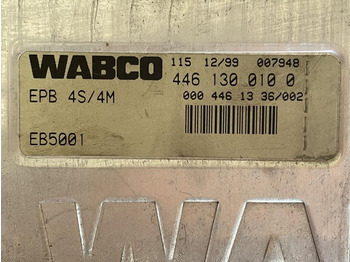 WABCO 115 12/99 007948
446 130 010 0
EPB 4S/4M 000 446 13 36/002
EB5001
WA